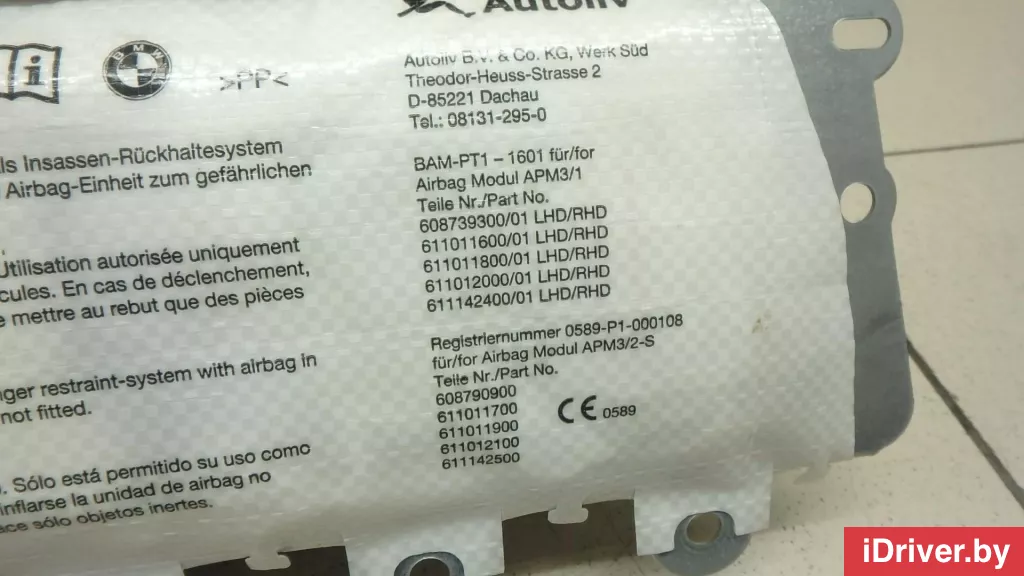 Autoliv
BMW
>PP<
Autoliv B.V. & Co. KG, Werk Süd
Theodor-Heuss-Strasse 2
D-85221 Dachau
Tel.: 08131-295-0
ls Insassen-Rückhaltesystem
Airbag-Einheit zum gefährlichen
Utilisation autorisée uniquement
cules. En cas de déclenchement,
e mettre au rebut que des pièces
nger restraint-system with airbag in
not fitted.
. Sólo está permitido su uso como
inflarse la unidad de airbag no
ace sólo objetos inertes.
BAM-PT1 – 1601 für/for
Airbag Modul APM3/1
Teile Nr./Part No.
608739300/01 LHD/RHD
611011600/01 LHD/RHD
611011800/01 LHD/RHD
611012000/01 LHD/RHD
611142400/01 LHD/RHD
Registriernummer 0589-P1-000108
für/for Airbag Modul APM3/2-S
Teile Nr./Part No.
608790900
611011700
611011900
611012100
611142500
CE 0589
iDriver.by